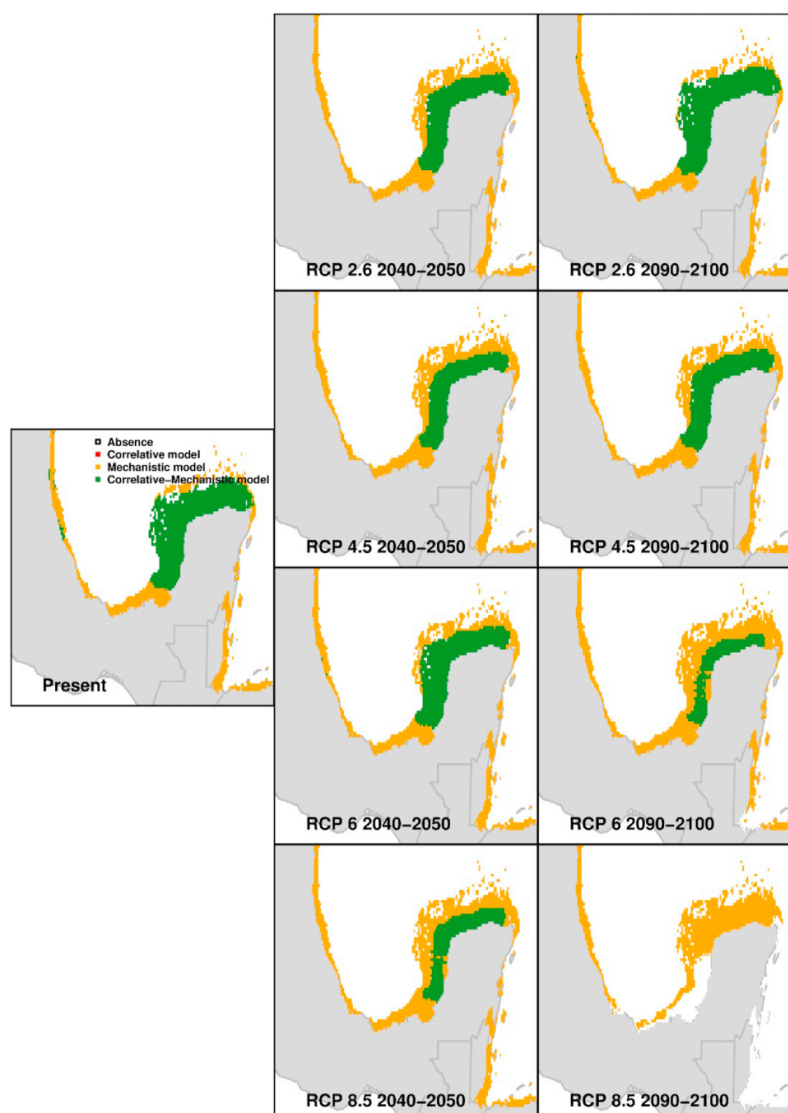 RCP 2.6 2040−2050
RCP 2.6 2090−2100
RCP 4.5 2040−2050
RCP 4.5 2090−2100
Absence
Correlative model
Mechanistic model
Correlative−Mechanistic model
Present
RCP 6 2040−2050
RCP 6 2090−2100
RCP 8.5 2040−2050
RCP 8.5 2090−2100